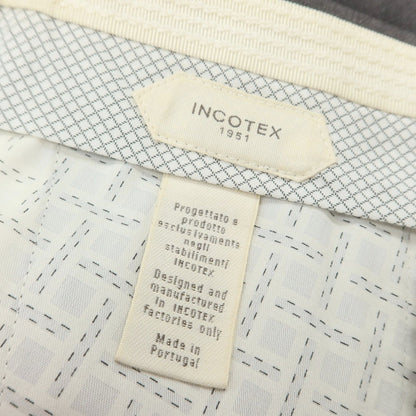 INCOTEX
1951
Progettato e
prodotto
esclusivamente
negli
stabilimenti
INCOTEX
Designed and
manufactured
in INCOTEX
factories only
Made in
Portugal